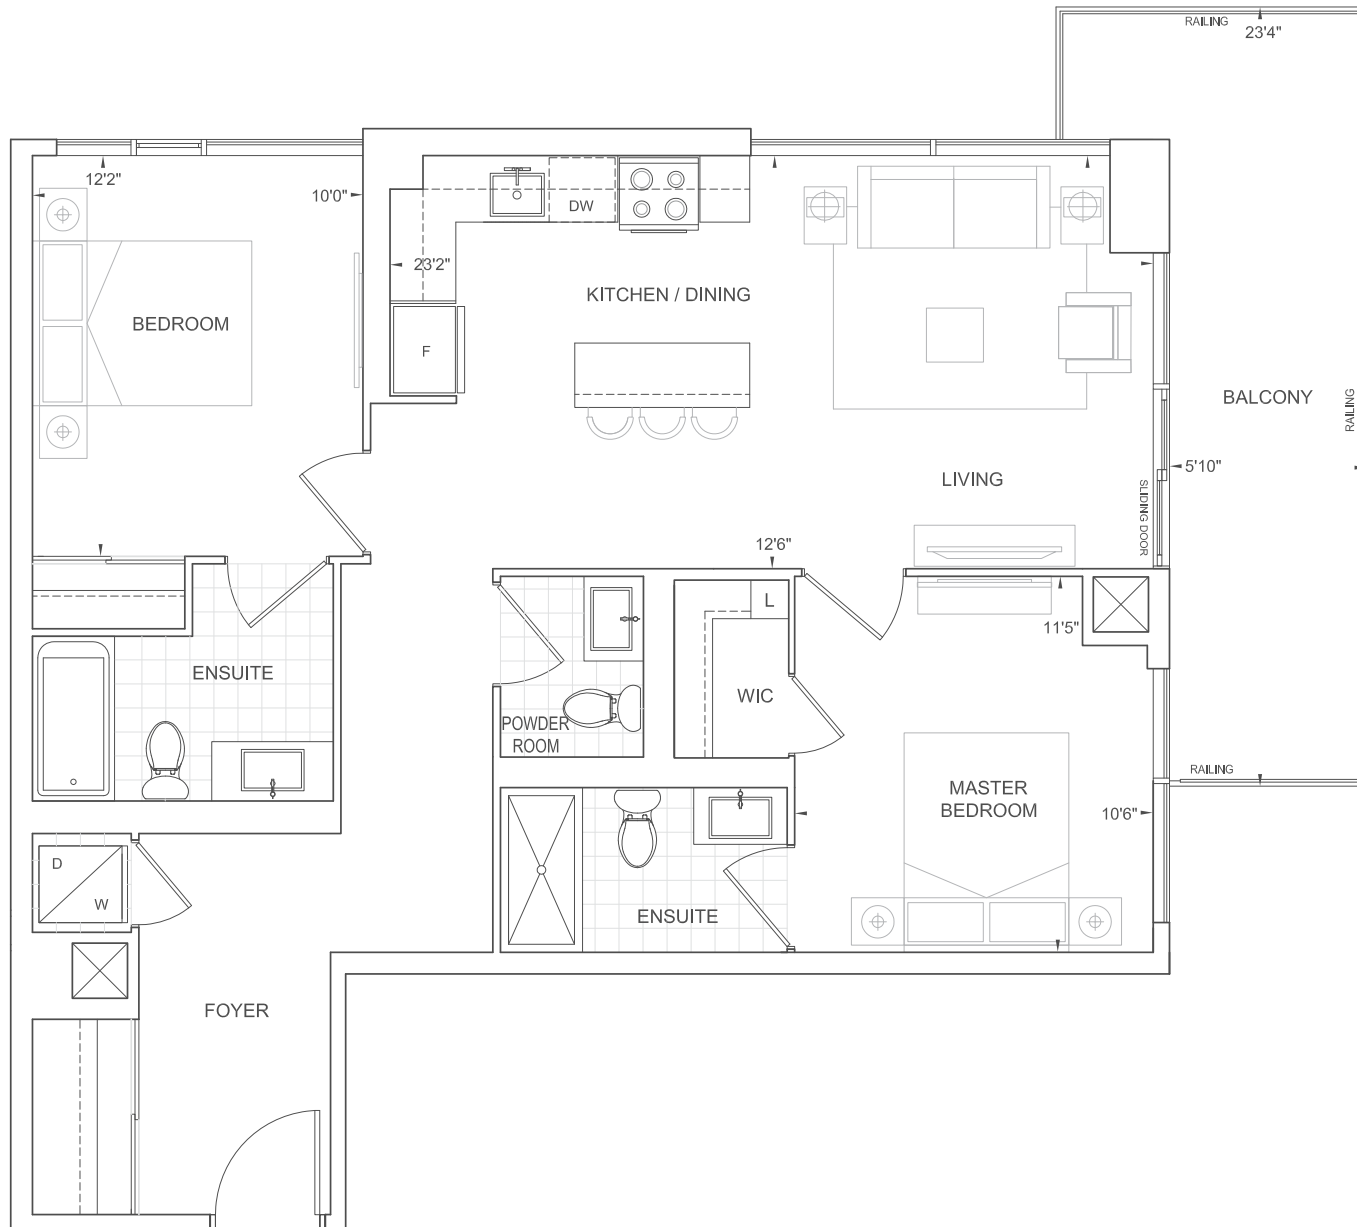 RAILING
23'4"
12'2"
10'0"
DW
23'2"
KITCHEN / DINING
BEDROOM
F
BALCONY
RAILING
5'10"
LIVING
SLIDING DOOR
12'6"
L
11'5"
ENSUITE
WIC
POWDER
ROOM
RAILING
MASTER
BEDROOM
10'6"
D
W
ENSUITE
FOYER